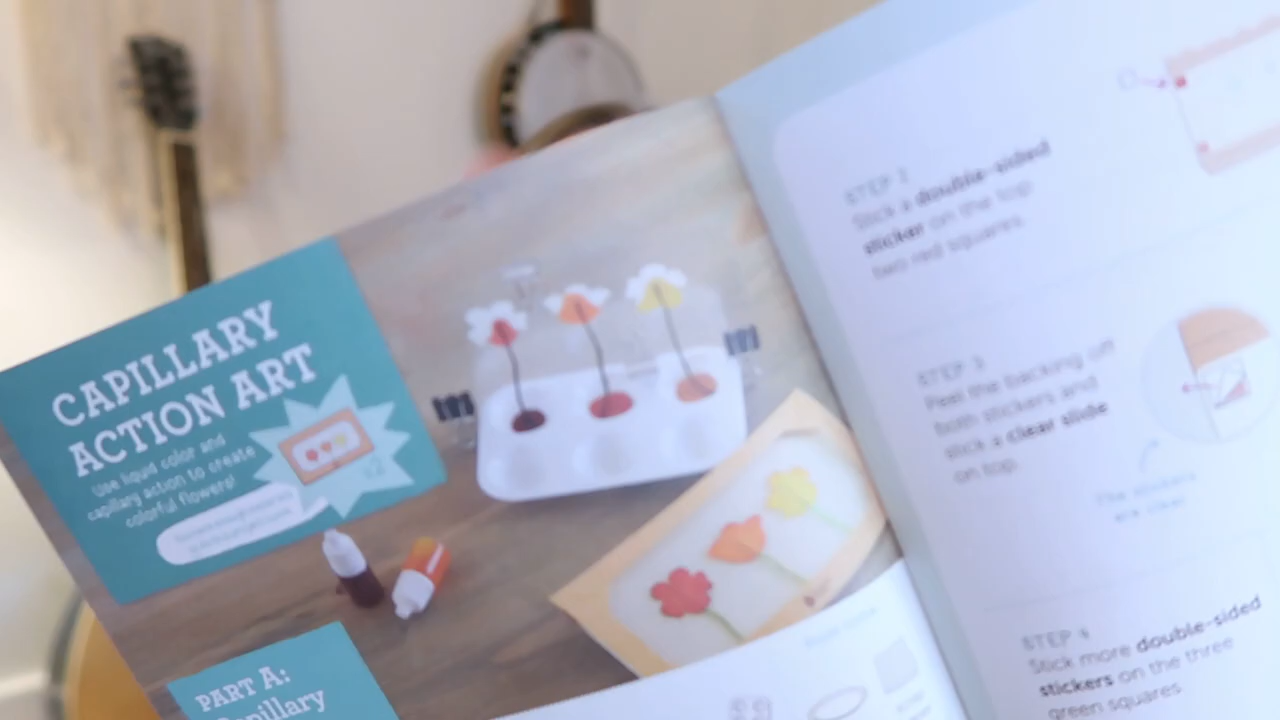 CAPILLARY
ACTION ART
Use liquid color and
capillary action to create
colorful flowers!
x2
PART A:
Capillary
STEP
Stick a double-sided
sticker on the top
two red squares.
STEP 3
Peel the backing off
both stickers and
stick a clear slide
on top.
The stickers
are clear
STEP 4
Stick more double-sided
stickers on the three
green squares